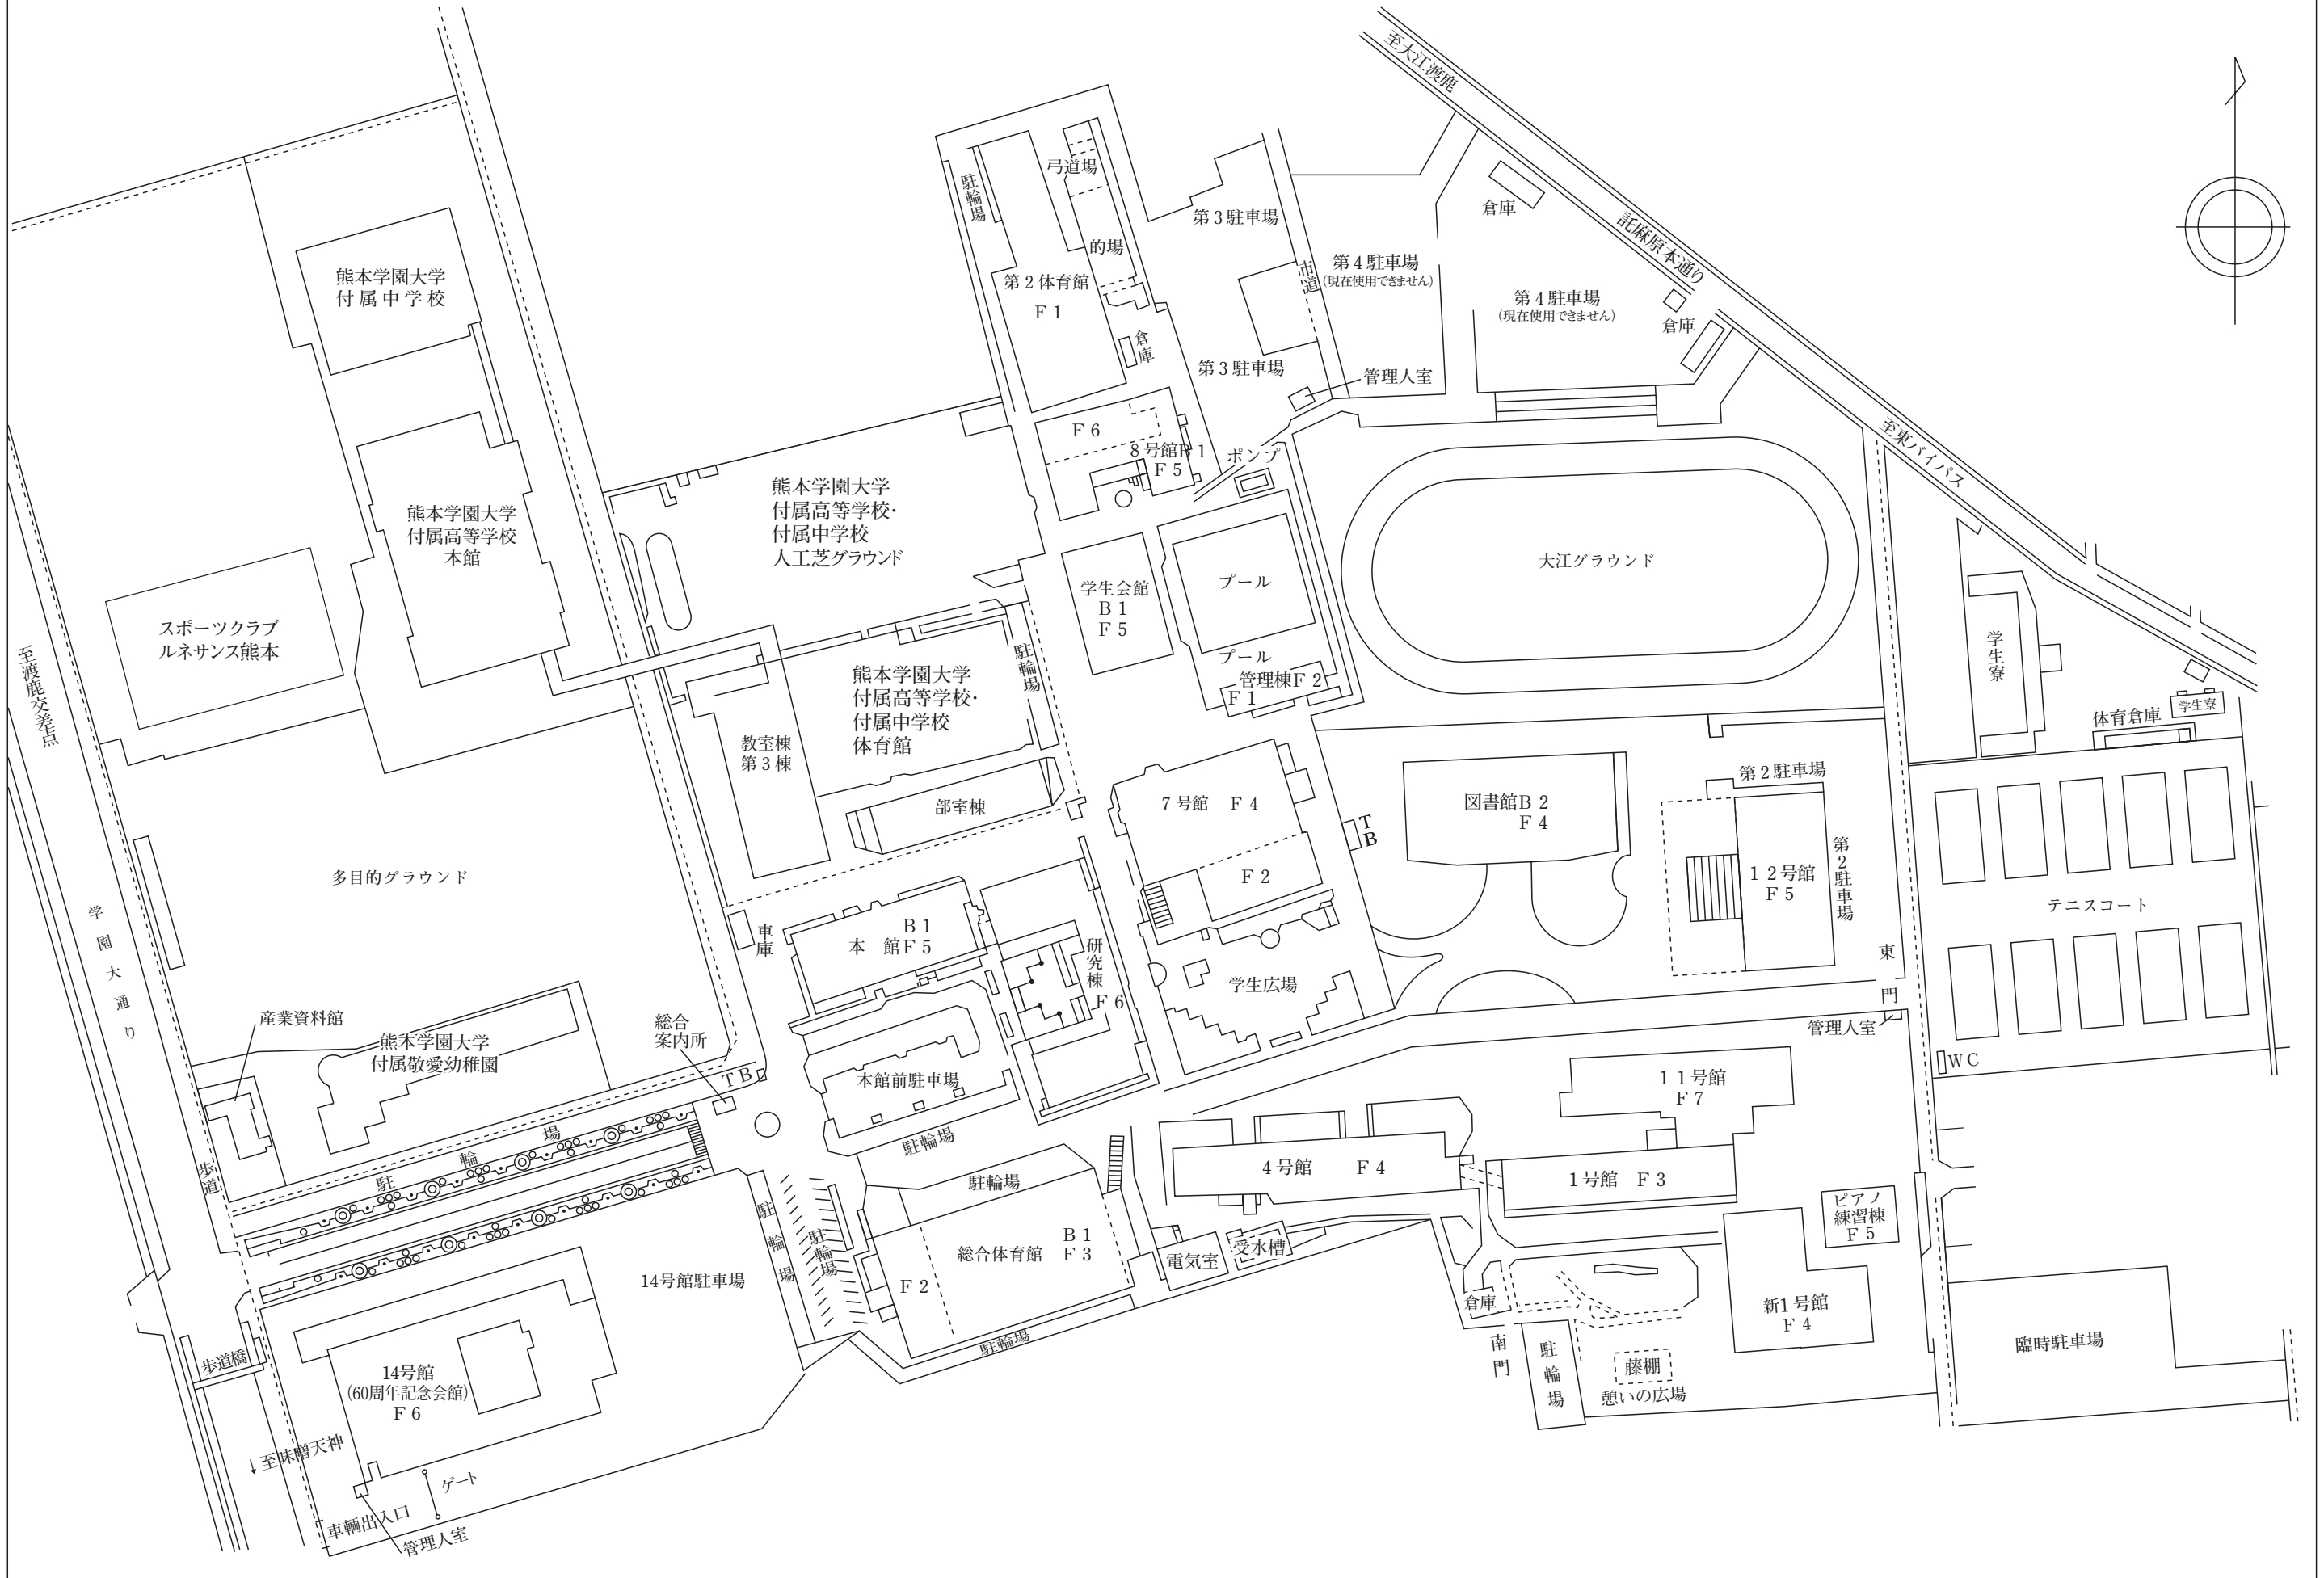 至大江渡鹿
託麻原本通り
至東バイパス
倉庫
倉庫
第４駐車場
(現在使用できません)
第４駐車場
(現在使用できません)
市道
第３駐車場
第３駐車場
管理人室
弓道場
的場
駐輪場
第２体育館
Ｆ１
倉庫
Ｆ６
８号館Ｂ１
Ｆ５
ポンプ
熊本学園大学
付属中学校
熊本学園大学
付属高等学校
本館
スポーツクラブ
ルネサンス熊本
至渡鹿交差点
熊本学園大学
付属高等学校・
付属中学校
人工芝グラウンド
学生会館
Ｂ１
Ｆ５
プール
プール
管理棟Ｆ２
Ｆ１
大江グラウンド
学生寮
学生寮
体育倉庫
熊本学園大学
付属高等学校・
付属中学校
体育館
駐輪場
教室棟
第３棟
部室棟
７号館　Ｆ４
Ｆ２
ＴＢ
図書館Ｂ２
Ｆ４
第２駐車場
第２駐車場
１２号館
Ｆ５
テニスコート
多目的グラウンド
学園大通り
車庫
Ｂ１
本　館Ｆ５
研究棟
Ｆ６
学生広場
東門
管理人室
ＷＣ
産業資料館
熊本学園大学
付属敬愛幼稚園
総合
案内所
ＴＢ
本館前駐車場
駐輪場
駐輪場
歩道
駐輪場
１１号館
Ｆ７
４号館　Ｆ４
１号館　Ｆ３
ピアノ
練習棟
Ｆ５
14号館駐車場
駐輪場
駐輪場
Ｂ１
総合体育館　Ｆ３
Ｆ２
駐輪場
電気室
受水槽
倉庫
南門
駐輪場
藤棚
憩いの広場
新１号館
Ｆ４
臨時駐車場
歩道橋
14号館
(60周年記念会館)
Ｆ６
↓至味噌天神
ゲート
車輌出入口
管理人室